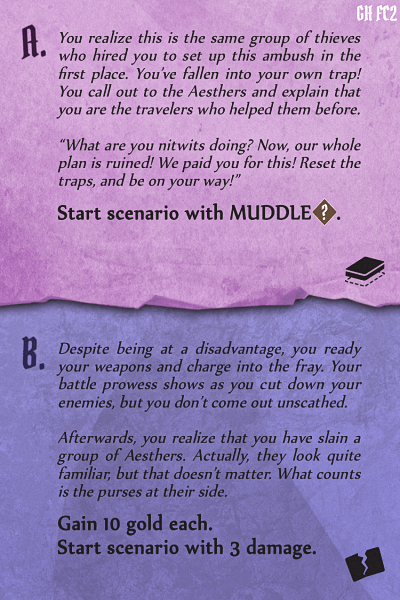 GH FC2
A.
You realize this is the same group of thieves
who hired you to set up this ambush in the
first place. You've fallen into your own trap!
You call out to the Aesthers and explain that
you are the travelers who helped them before.
“What are you nitwits doing? Now, our whole
plan is ruined! We paid you for this! Reset the
traps, and be on your way!”
Start scenario with MUDDLE ?.
B.
Despite being at a disadvantage, you ready
your weapons and charge into the fray. Your
battle prowess shows as you cut down your
enemies, but you don't come out unscathed.
Afterwards, you realize that you have slain a
group of Aesthers. Actually, they look quite
familiar, but that doesn't matter. What counts
is the purses at their side.
Gain 10 gold each.
Start scenario with 3 damage.